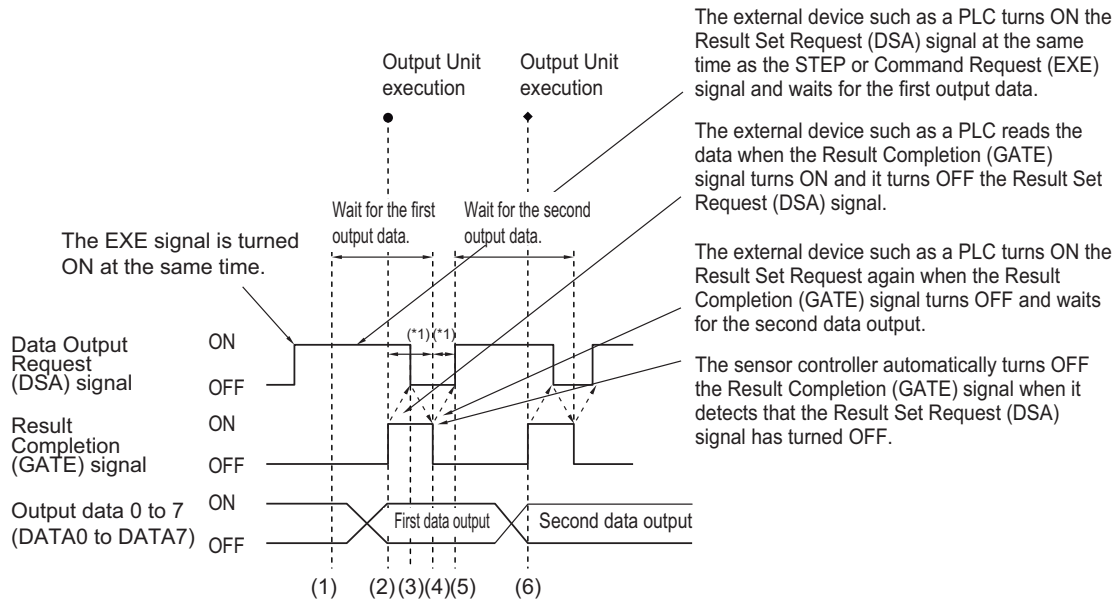 The external device such as a PLC turns ON the
Result Set Request (DSA) signal at the same
time as the STEP or Command Request (EXE)
signal and waits for the first output data.
Output Unit
execution
Output Unit
execution
The external device such as a PLC reads the
data when the Result Completion (GATE)
signal turns ON and it turns OFF the Result Set
Request (DSA) signal.
Wait for the first
output data.
Wait for the second
output data.
The EXE signal is turned
ON at the same time.
The external device such as a PLC turns ON the
Result Set Request again when the Result
Completion (GATE) signal turns OFF and waits
for the second data output.
Data Output
Request
(DSA) signal
ON
OFF
(*1)
(*1)
The sensor controller automatically turns OFF
the Result Completion (GATE) signal when it
detects that the Result Set Request (DSA)
signal has turned OFF.
Result
Completion
(GATE) signal
ON
OFF
Output data 0 to 7
(DATA0 to DATA7)
ON
OFF
First data output
Second data output
(1)
(2)
(3)
(4)
(5)
(6)